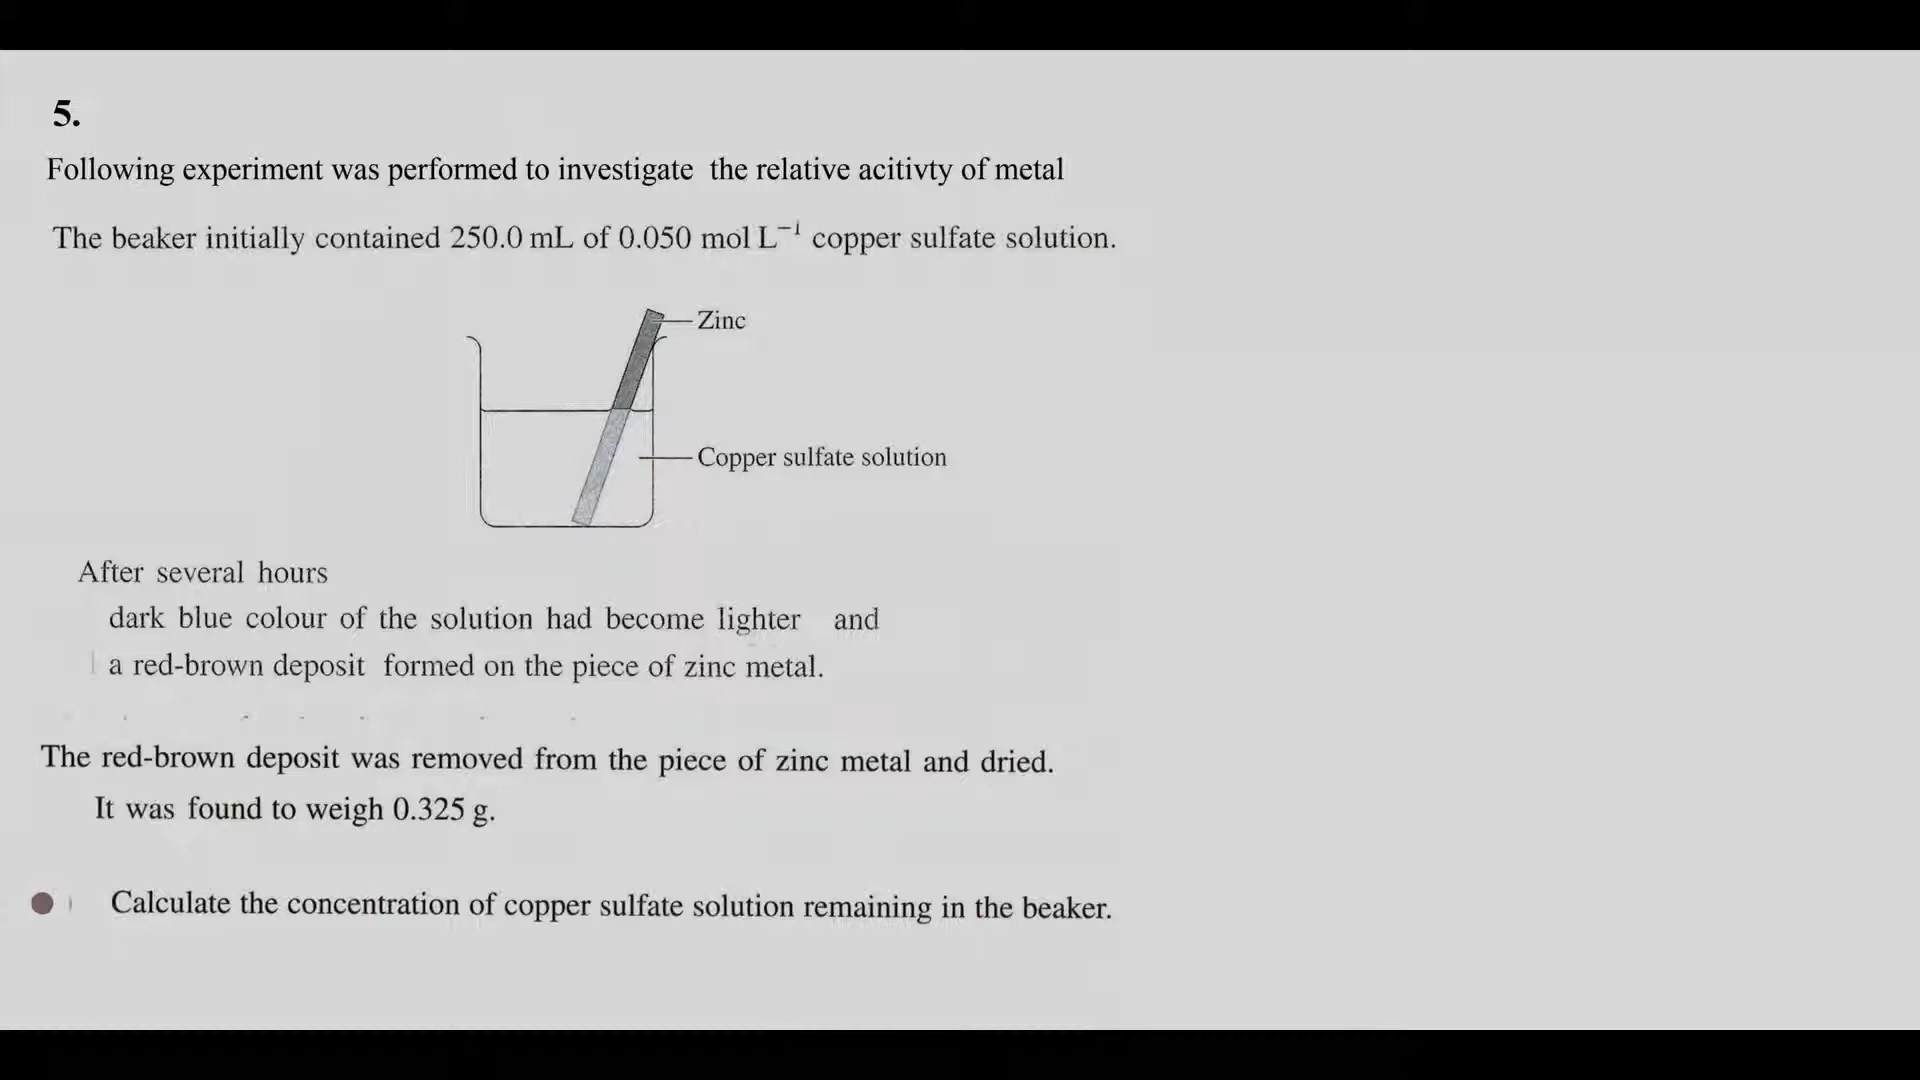 5.
Following experiment was performed to investigate the relative acitivty of metal
The beaker initially contained 250.0 mL of 0.050 mol L⁻¹ copper sulfate solution.
Zinc
Copper sulfate solution
After several hours
dark blue colour of the solution had become lighter and
a red-brown deposit formed on the piece of zinc metal.
The red-brown deposit was removed from the piece of zinc metal and dried.
It was found to weigh 0.325 g.
Calculate the concentration of copper sulfate solution remaining in the beaker.